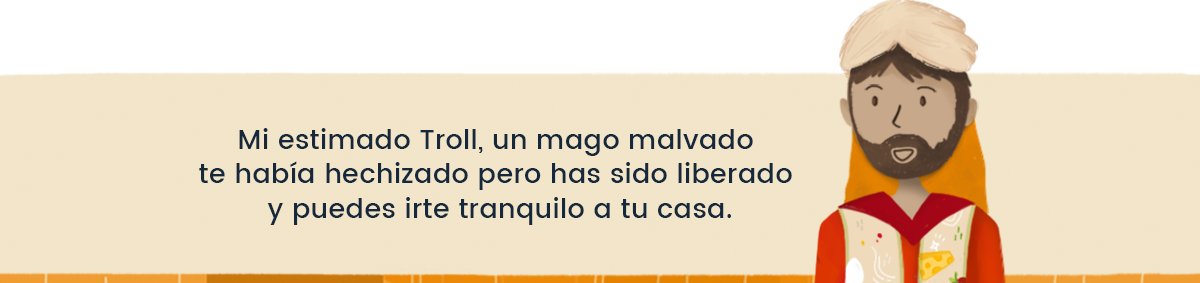 Mi estimado Troll, un mago malvado
te había hechizado pero has sido liberado
y puedes irte tranquilo a tu casa.